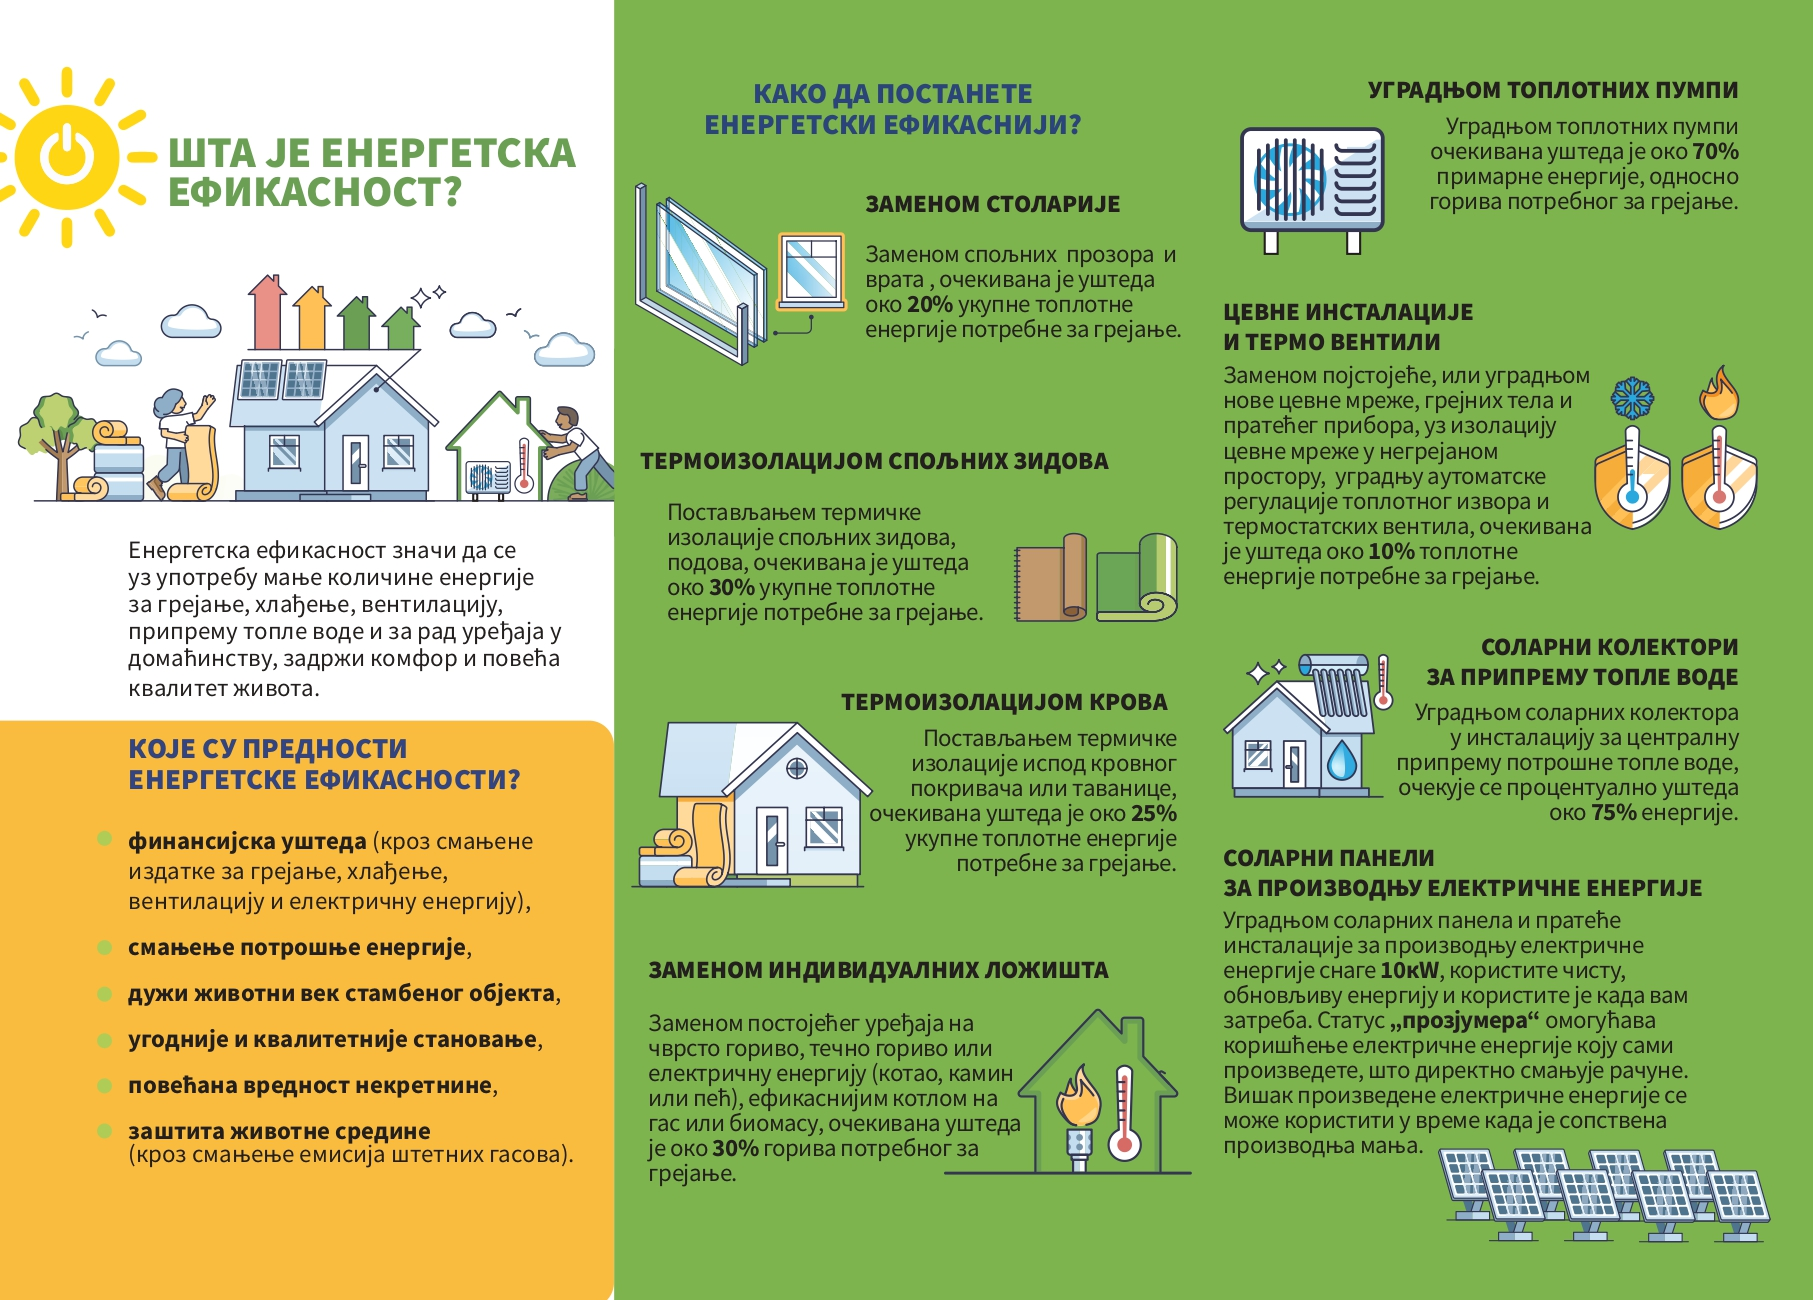 ШТА ЈЕ ЕНЕРГЕТСКА
ЕФИКАСНОСТ?
Енергетска ефикасност значи да се
уз употребу мање количине енергије
за грејање, хлађење, вентилацију,
припрему топле воде и за рад уређаја у
домаћинству, задржи комфор и повећа
квалитет живота.
КОЈЕ СУ ПРЕДНОСТИ
ЕНЕРГЕТСКЕ ЕФИКАСНОСТИ?
финансијска уштеда (кроз смањене
издатке за грејање, хлађење,
вентилацију и електричну енергију),
смањење потрошње енергије,
дужи животни век стамбеног објекта,
угодније и квалитетније становање,
повећана вредност некретнине,
заштита животне средине
(кроз смањење емисија штетних гасова).
КАКО ДА ПОСТАНЕТЕ
ЕНЕРГЕТСКИ ЕФИКАСНИЈИ?
ЗАМЕНОМ СТОЛАРИЈЕ
Заменом спољних прозора и
врата , очекивана је уштеда
око 20% укупне топлотне
енергије потребне за грејање.
ТЕРМОИЗОЛАЦИЈОМ СПОЉНИХ ЗИДОВА
Постављањем термичке
изолације спољних зидова,
подова, очекивана је уштеда
око 30% укупне топлотне
енергије потребне за грејање.
ТЕРМОИЗОЛАЦИЈОМ КРОВА
Постављањем термичке
изолације испод кровног
покривача или таванице,
очекивана уштеда је око 25%
укупне топлотне енергије
потребне за грејање.
ЗАМЕНОМ ИНДИВИДУАЛНИХ ЛОЖИШТА
Заменом постојећег уређаја на
чврсто гориво, течно гориво или
електричну енергију (котао, камин
или пећ), ефикаснијим котлом на
гас или биомасу, очекивана уштеда
је око 30% горива потребног за
грејање.
УГРАДЊОМ ТОПЛОТНИХ ПУМПИ
Уградњом топлотних пумпи
очекивана уштеда је око 70%
примарне енергије, односно
горива потребног за грејање.
ЦЕВНЕ ИНСТАЛАЦИЈЕ
И ТЕРМО ВЕНТИЛИ
Заменом појстојеће, или уградњом
нове цевне мреже, грејних тела и
пратећег прибора, уз изолацију
цевне мреже у негрејаном
простору, уградњу аутоматске
регулације топлотног извора и
термостатских вентила, очекивана
је уштеда око 10% топлотне
енергије потребне за грејање.
СОЛАРНИ КОЛЕКТОРИ
ЗА ПРИПРЕМУ ТОПЛЕ ВОДЕ
Уградњом соларних колектора
у инсталацију за централну
припрему потрошне топле воде,
очекује се процентуално уштеда
око 75% енергије.
СОЛАРНИ ПАНЕЛИ
ЗА ПРОИЗВОДЊУ ЕЛЕКТРИЧНЕ ЕНЕРГИЈЕ
Уградњом соларних панела и пратеће
инсталације за производњу електричне
енергије снаге 10кW, користите чисту,
обновљиву енергију и користите је када вам
затреба. Статус „прозјумера“ омогућава
коришћење електричне енергије коју сами
произведете, што директно смањује рачуне.
Вишак произведене електричне енергије се
може користити у време када је сопствена
производња мања.